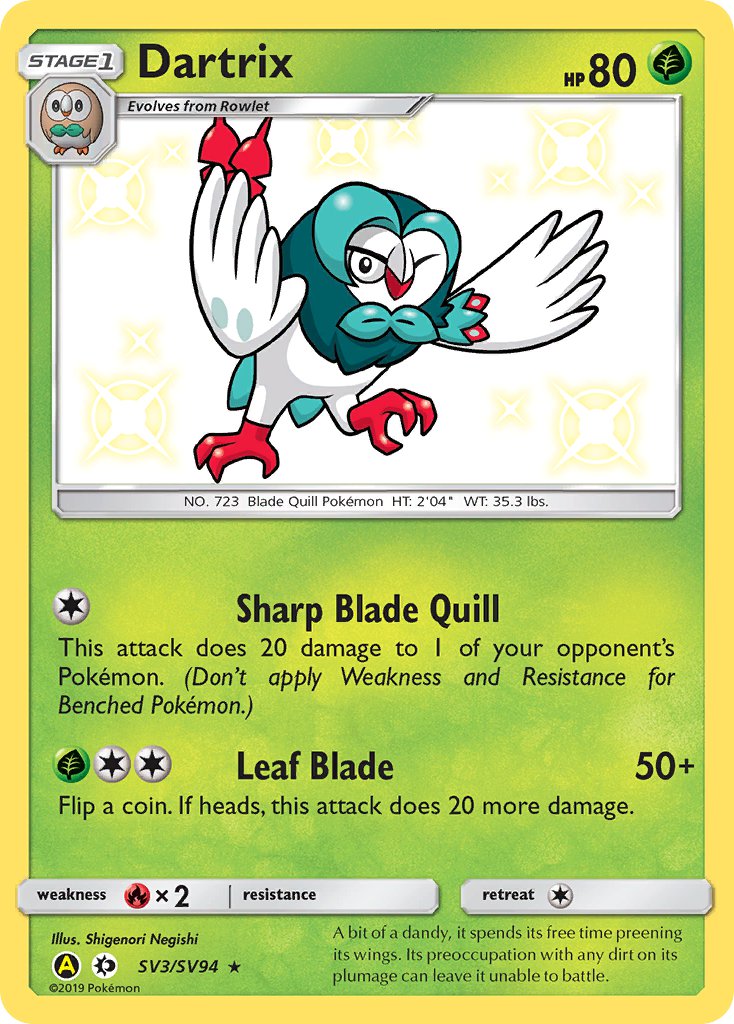 STAGE1
Dartrix
HP80
Evolves from Rowlet
NO. 723 Blade Quill Pokémon HT: 2'04" WT: 35.3 lbs.
Sharp Blade Quill
This attack does 20 damage to 1 of your opponent's
Pokémon. (Don't apply Weakness and Resistance for
Benched Pokémon.)
Leaf Blade 50+
Flip a coin. If heads, this attack does 20 more damage.
weakness ×2 resistance retreat
Illus. Shigenori Negishi
A SV3/SV94 ★
©2019 Pokémon
A bit of a dandy, it spends its free time preening
its wings. Its preoccupation with any dirt on its
plumage can leave it unable to battle.